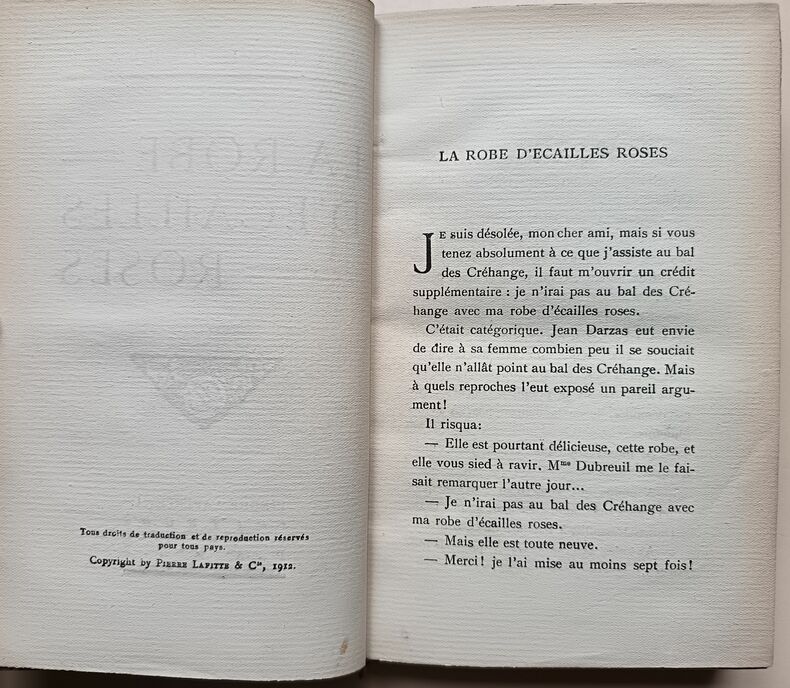 Tous droits de traduction et de reproduction réservés
pour tous pays.
Copyright by PIERRE LAFITTE & Cie, 1912.
LA ROBE D'ECAILLES ROSES
JE suis désolée, mon cher ami, mais si vous
tenez absolument à ce que j'assiste au bal
des Créhange, il faut m'ouvrir un crédit
supplémentaire : je n'irai pas au bal des Cré-
hange avec ma robe d'écailles roses.
C'était catégorique. Jean Darzas eut envie
de dire à sa femme combien peu il se souciait
qu'elle n'allât point au bal des Créhange. Mais
à quels reproches l'eut exposé un pareil argu-
ment!
Il risqua:
— Elle est pourtant délicieuse, cette robe, et
elle vous sied à ravir. Mme Dubreuil me le fai-
sait remarquer l'autre jour...
— Je n'irai pas au bal des Créhange avec
ma robe d'écailles roses.
— Mais elle est toute neuve.
— Merci! je l'ai mise au moins sept fois!